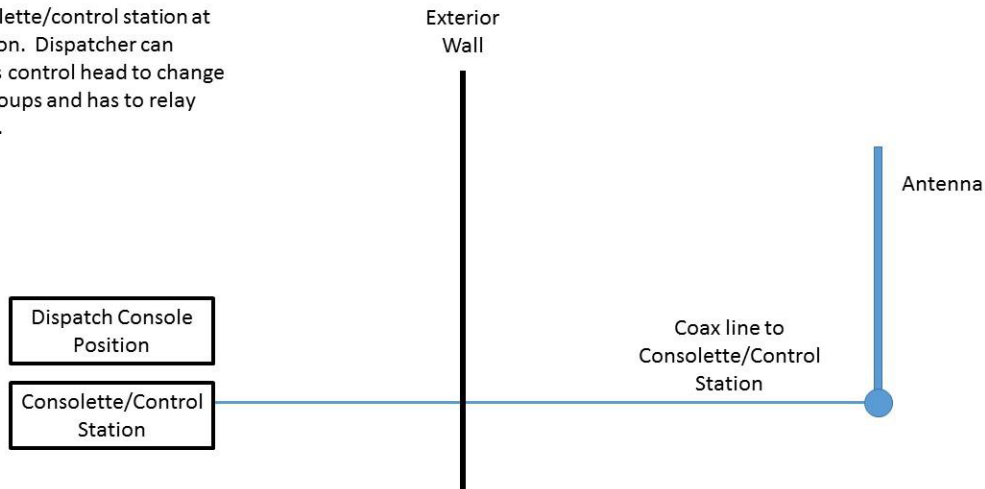 lette/control station at
on. Dispatcher can
s control head to change
oups and has to relay
.
Exterior
Wall
Antenna
Dispatch Console
Position
Coax line to
Consolette/Control
Station
Consolette/Control
Station